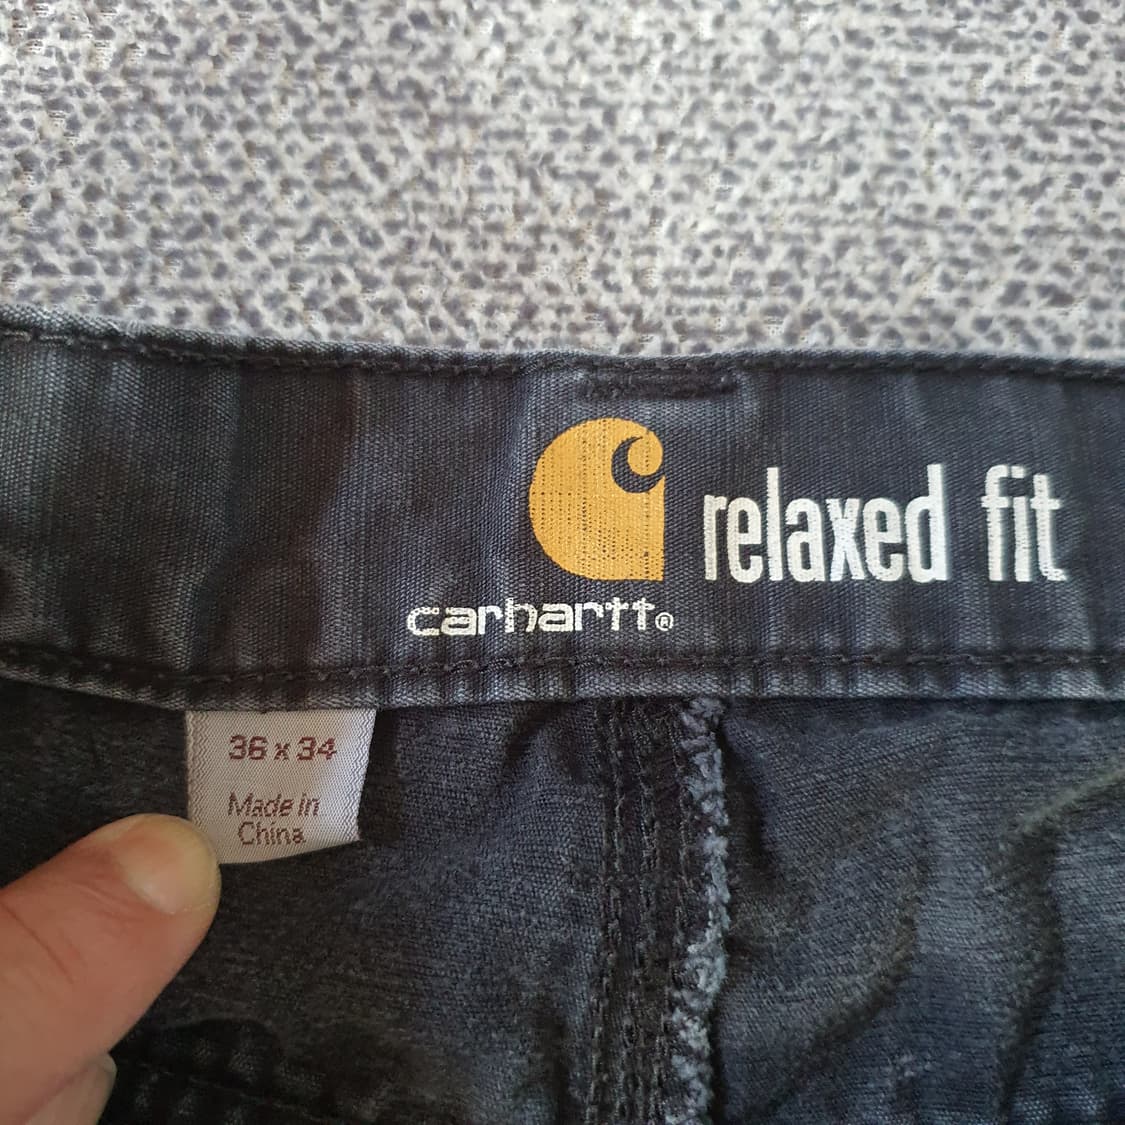 relaxed fit
carhartt®
36 x 34
Made in
China